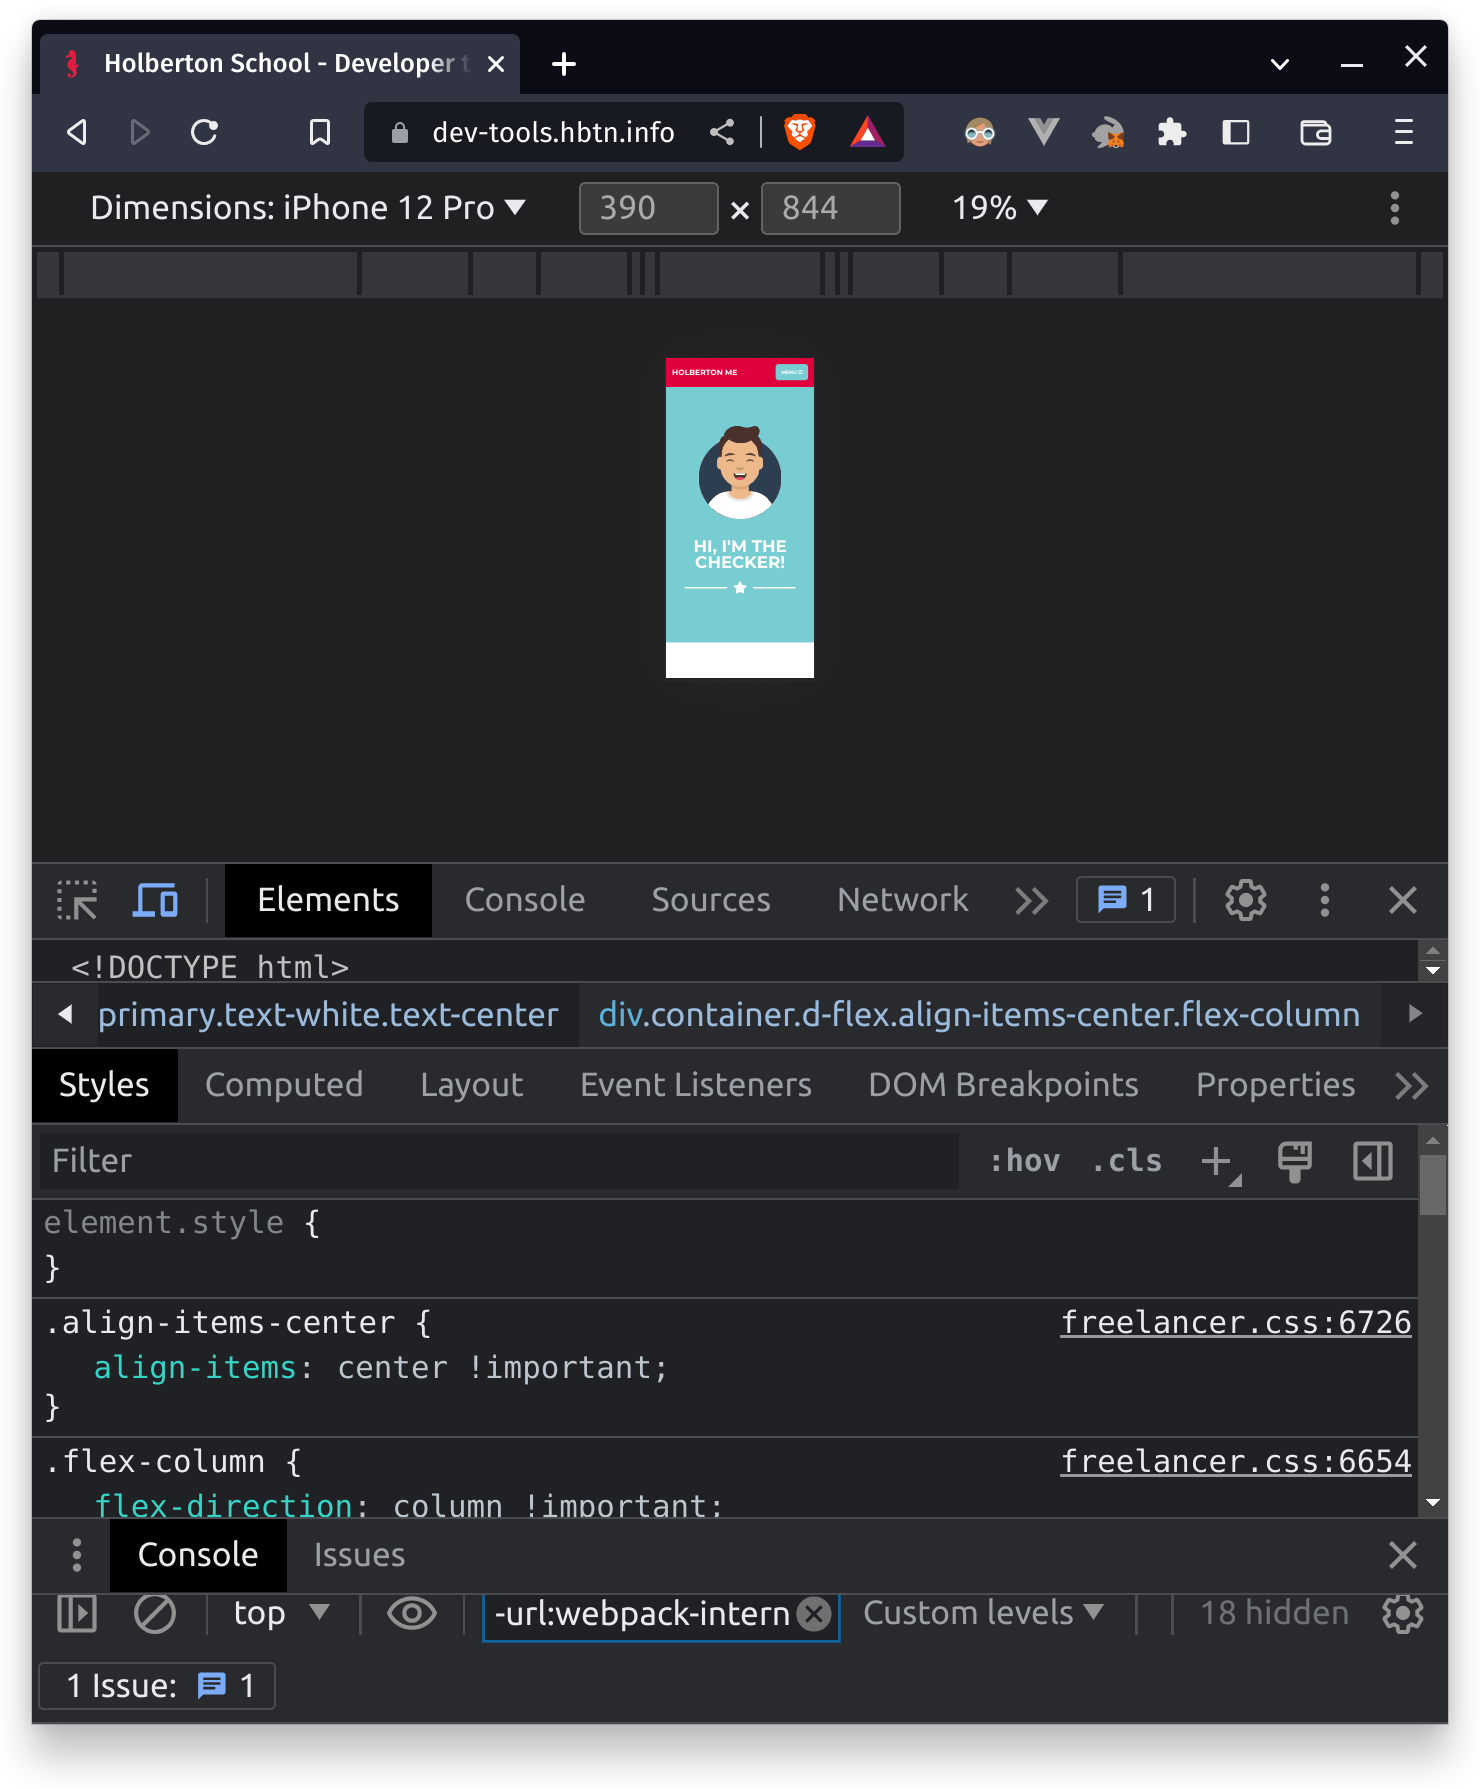 Holberton School - Developer t
dev-tools.hbtn.info
Dimensions: iPhone 12 Pro 390 × 844 19%
HOLBERTON ME MENU
HI, I'M THE
CHECKER!
Elements Console Sources Network 1
<!DOCTYPE html>
primary.text-white.text-center div.container.d-flex.align-items-center.flex-column
Styles Computed Layout Event Listeners DOM Breakpoints Properties
Filter :hov .cls
element.style {
}
.align-items-center { freelancer.css:6726
align-items: center !important;
}
.flex-column { freelancer.css:6654
flex-direction: column !important;
Console Issues
top -url:webpack-intern Custom levels 18 hidden
1 Issue: 1